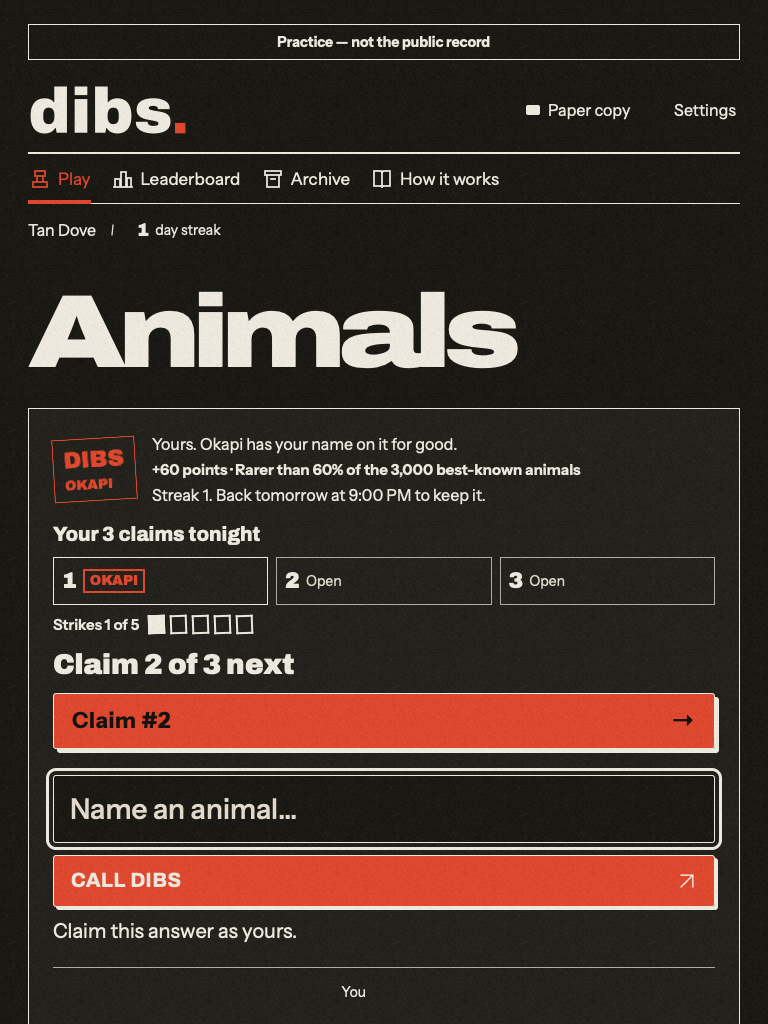 Practice — not the public record
dibs.
Paper copy
Settings
Play
Leaderboard
Archive
How it works
Tan Dove / 1 day streak
Animals
DIBS
OKAPI
Yours. Okapi has your name on it for good.
+60 points · Rarer than 60% of the 3,000 best-known animals
Streak 1. Back tomorrow at 9:00 PM to keep it.
Your 3 claims tonight
1 OKAPI
2 Open
3 Open
Strikes 1 of 5
Claim 2 of 3 next
Claim #2 →
Name an animal...
CALL DIBS
Claim this answer as yours.
You